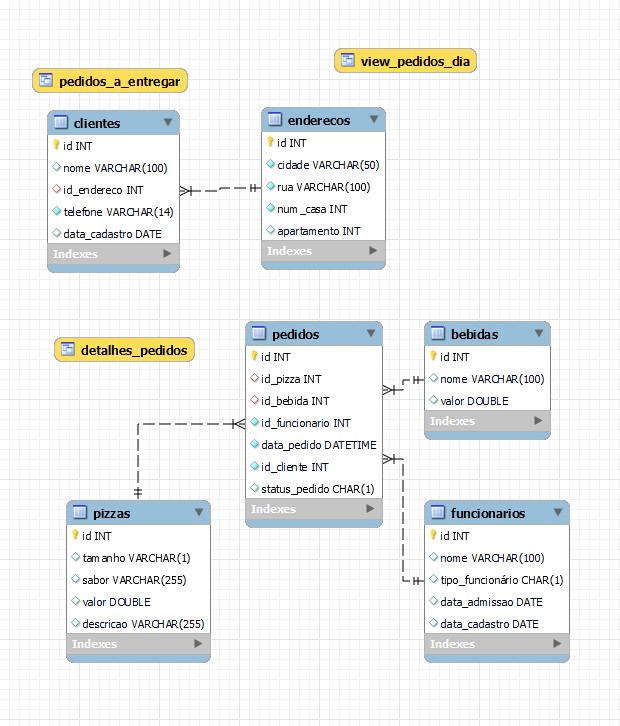 view_pedidos_dia
pedidos_a_entregar
clientes
id INT
nome VARCHAR(100)
id_endereco INT
telefone VARCHAR(14)
data_cadastro DATE
Indexes
enderecos
id INT
cidade VARCHAR(50)
rua VARCHAR(100)
num_casa INT
apartamento INT
Indexes
detalhes_pedidos
pedidos
id INT
id_pizza INT
id_bebida INT
id_funcionario INT
data_pedido DATETIME
id_cliente INT
status_pedido CHAR(1)
Indexes
bebidas
id INT
nome VARCHAR(100)
valor DOUBLE
Indexes
pizzas
id INT
tamanho VARCHAR(1)
sabor VARCHAR(255)
valor DOUBLE
descricao VARCHAR(255)
Indexes
funcionarios
id INT
nome VARCHAR(100)
tipo_funcionário CHAR(1)
data_admissao DATE
data_cadastro DATE
Indexes